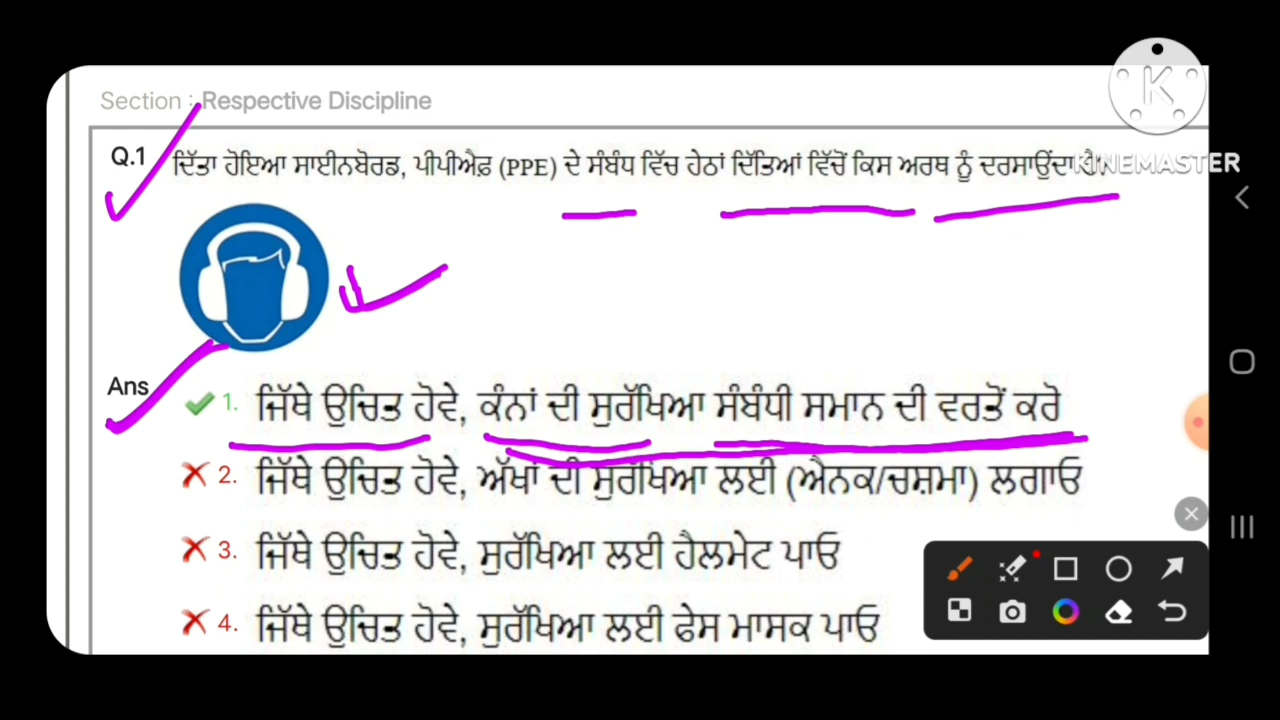 Section : Respective Discipline
Q.1 ਦਿੱਤਾ ਹੋਇਆ ਸਾਈਨਬੋਰਡ, ਪੀਪੀਐਫ਼ (PPE) ਦੇ ਸੰਬੰਧ ਵਿੱਚ ਹੇਠਾਂ ਦਿੱਤਿਆਂ ਵਿੱਚੋਂ ਕਿਸ ਅਰਥ ਨੂੰ ਦਰਸਾਉਂਦਾ
KINEMASTER
Ans 1. ਜਿੱਥੇ ਉਚਿਤ ਹੋਵੇ, ਕੰਨਾਂ ਦੀ ਸੁਰੱਖਿਆ ਸੰਬੰਧੀ ਸਮਾਨ ਦੀ ਵਰਤੋਂ ਕਰੋ
2. ਜਿੱਥੇ ਉਚਿਤ ਹੋਵੇ, ਅੱਖਾਂ ਦੀ ਸੁਰੱਖਿਆ ਲਈ (ਐਨਕ/ਚਸ਼ਮਾ) ਲਗਾਓ
3. ਜਿੱਥੇ ਉਚਿਤ ਹੋਵੇ, ਸੁਰੱਖਿਆ ਲਈ ਹੈਲਮੇਟ ਪਾਓ
4. ਜਿੱਥੇ ਉਚਿਤ ਹੋਵੇ, ਸੁਰੱਖਿਆ ਲਈ ਫੇਸ ਮਾਸਕ ਪਾਓ